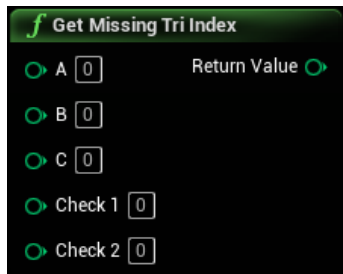 f Get Missing Tri Index
A 0 Return Value
B 0
C 0
Check 1 0
Check 2 0